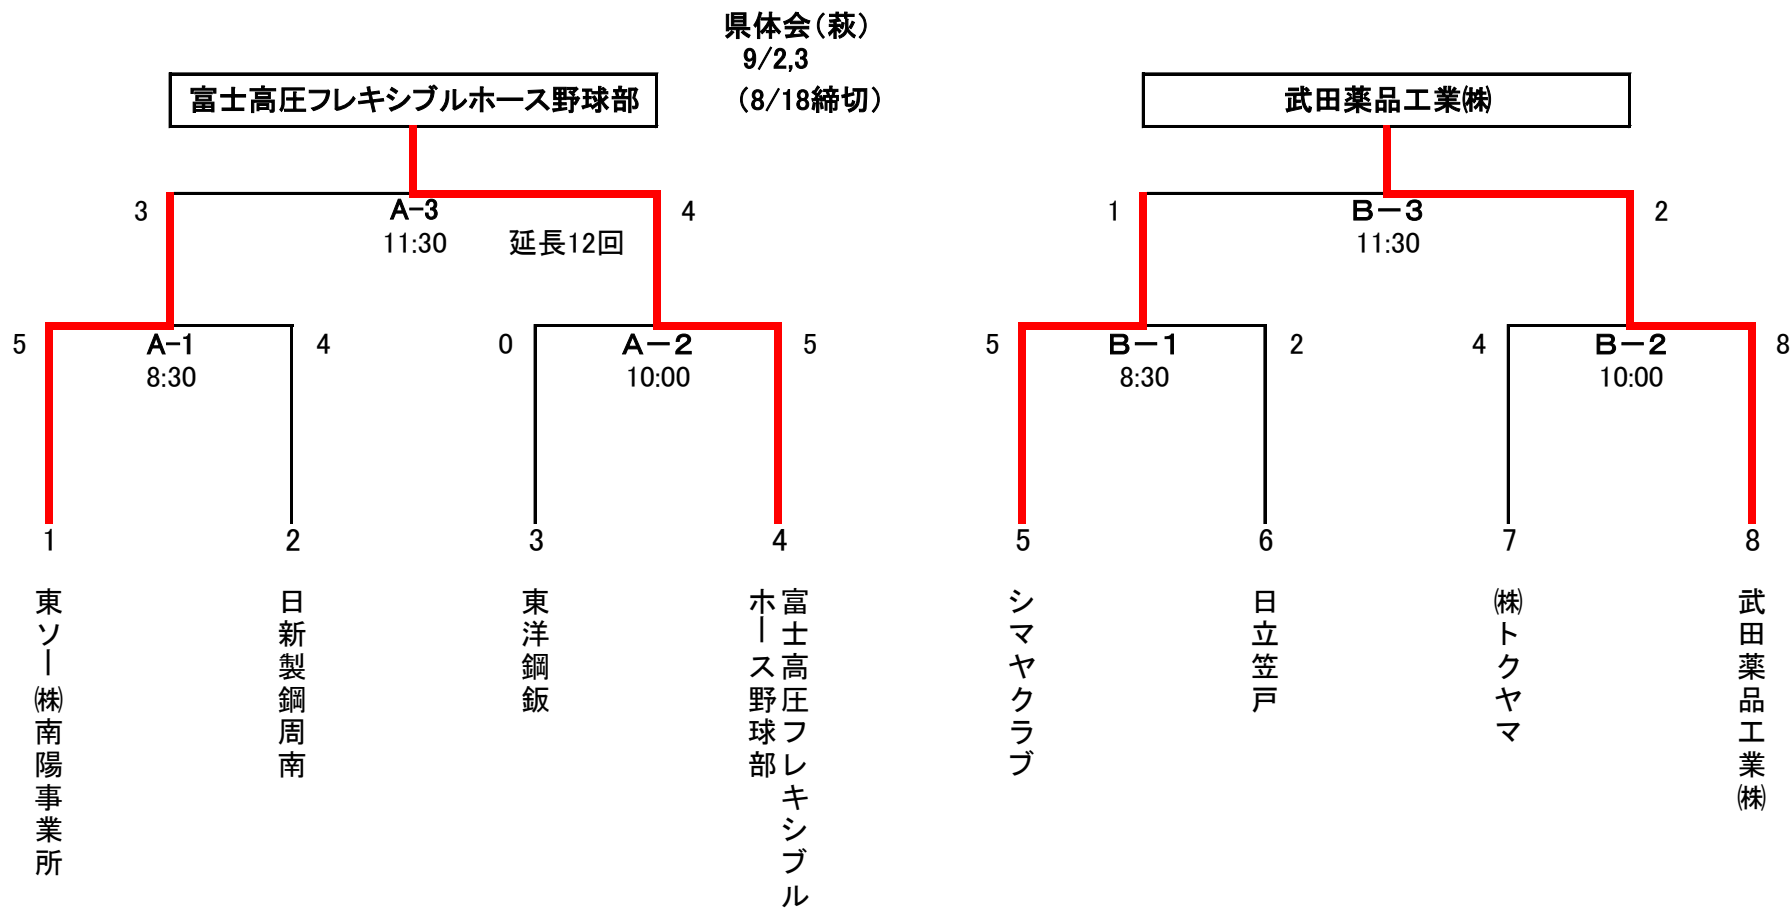 県体会（萩）
9/2,3
（8/18締切）
富士高圧フレキシブルホース野球部
武田薬品工業㈱
3
A-3
4
11:30
延長12回
1
B－3
2
11:30
5
A-1
4
8:30
0
A－2
5
10:00
5
B－1
2
8:30
4
B－2
8
10:00
1
2
3
4
5
6
7
8
東ソー㈱南陽事業所
日新製鋼周南
東洋鋼鈑
富士高圧フレキシブル
ホース野球部
シマヤクラブ
日立笠戸
㈱トクヤマ
武田薬品工業㈱